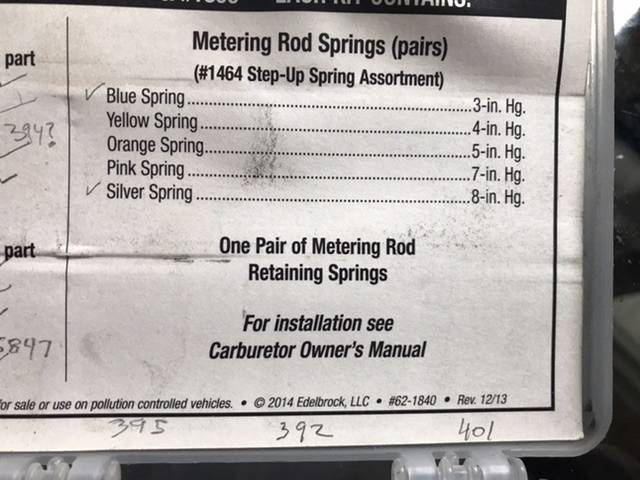 EACH KIT CONTAINS:
Metering Rod Springs (pairs)
(#1464 Step-Up Spring Assortment)
✓ Blue Spring..........3-in. Hg.
Yellow Spring..........4-in. Hg.
Orange Spring..........5-in. Hg.
Pink Spring..........7-in. Hg.
✓ Silver Spring..........8-in. Hg.
One Pair of Metering Rod
Retaining Springs
For installation see
Carburetor Owner's Manual
part
394?
part
5847
for sale or use on pollution controlled vehicles. • © 2014 Edelbrock, LLC • #62-1840 • Rev. 12/13
395 392 401